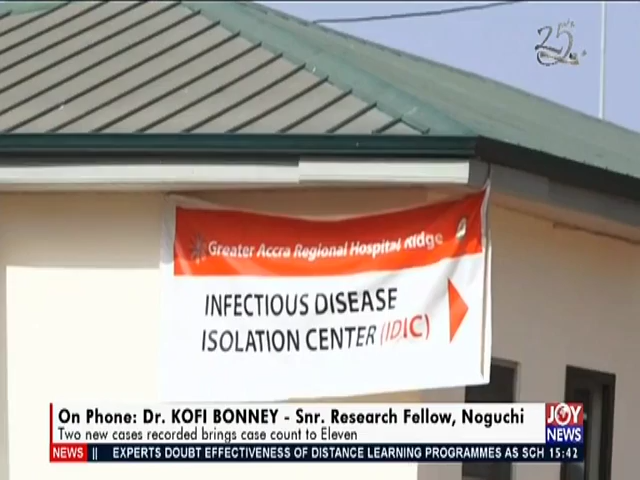 25
Greater Accra Regional Hospital Ridge
INFECTIOUS DISEASE
ISOLATION CENTER (IDIC)
On Phone: Dr. KOFI BONNEY - Snr. Research Fellow, Noguchi
Two new cases recorded brings case count to Eleven
JOY
NEWS
NEWS || EXPERTS DOUBT EFFECTIVENESS OF DISTANCE LEARNING PROGRAMMES AS SCH 15:42